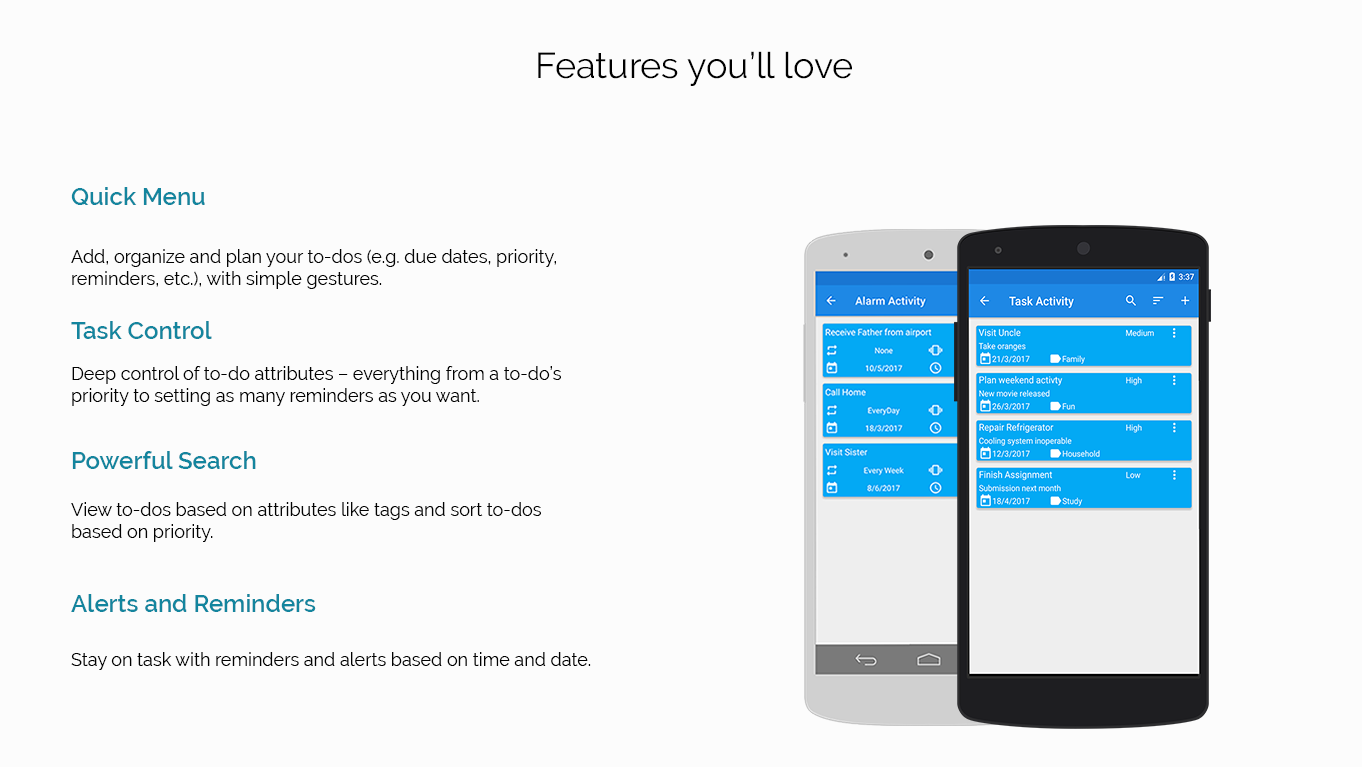 Features you’ll love
Quick Menu
Add, organize and plan your to-dos (e.g. due dates, priority,
reminders, etc.), with simple gestures.
Task Control
Deep control of to-do attributes – everything from a to-do’s
priority to setting as many reminders as you want.
Powerful Search
View to-dos based on attributes like tags and sort to-dos
based on priority.
Alerts and Reminders
Stay on task with reminders and alerts based on time and date.
Alarm Activity
Receive Father from airport
None
10/5/2017
Call Home
EveryDay
18/3/2017
Visit Sister
Every Week
8/6/2017
3:37
Task Activity
Visit Uncle Medium
Take oranges
21/3/2017 Family
Plan weekend activty High
New movie released
26/3/2017 Fun
Repair Refrigerator High
Cooling system inoperable
12/3/2017 Household
Finish Assignment Low
Submission next month
18/4/2017 Study